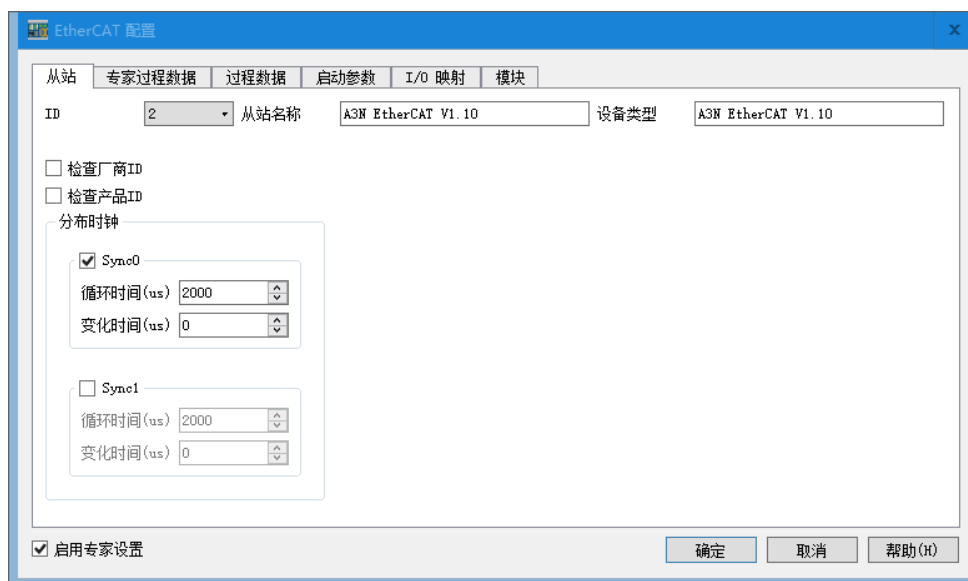 EtherCAT 配置
从站 专家过程数据 过程数据 启动参数 I/O 映射 模块
ID 2 从站名称 A3N EtherCAT V1.10 设备类型 A3N EtherCAT V1.10
检查厂商ID
检查产品ID
分布时钟
Sync0
循环时间(us) 2000
变化时间(us) 0
Sync1
循环时间(us) 2000
变化时间(us) 0
启用专家设置 确定 取消 帮助(H)